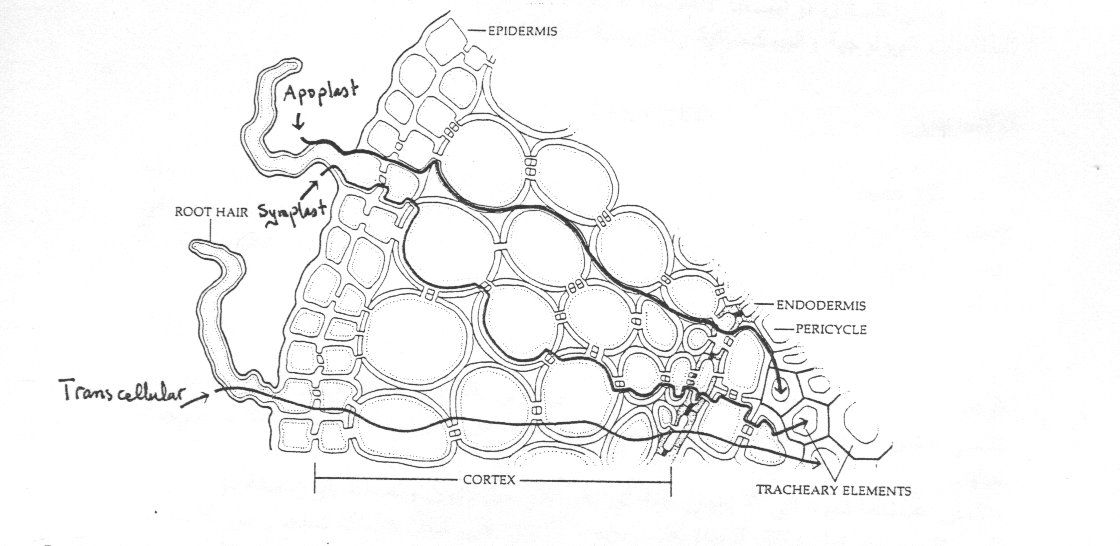 EPIDERMIS
Apoplast
ROOT HAIR
Symplast
ENDODERMIS
PERICYCLE
Transcellular
CORTEX
TRACHEARY ELEMENTS